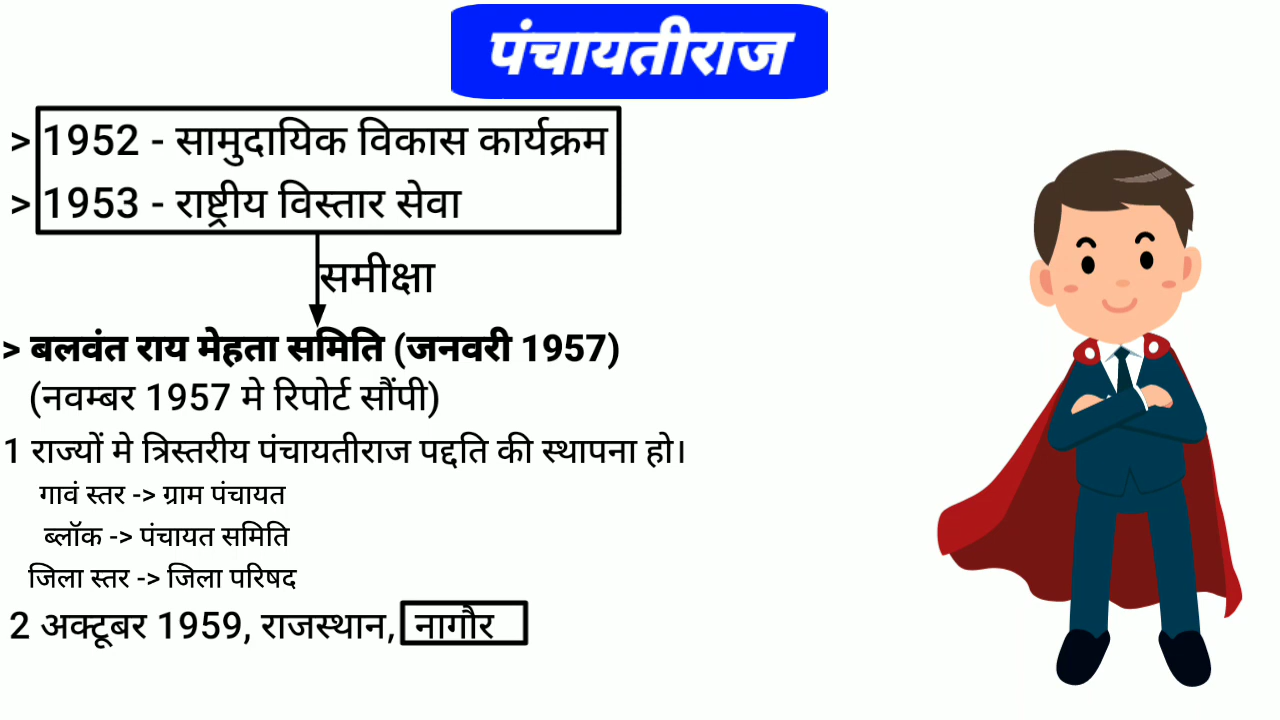 पंचायतीराज
> 1952 - सामुदायिक विकास कार्यक्रम
> 1953 - राष्ट्रीय विस्तार सेवा
समीक्षा
> बलवंत राय मेहता समिति (जनवरी 1957)
(नवम्बर 1957 मे रिपोर्ट सौंपी)
1 राज्यों मे त्रिस्तरीय पंचायतीराज पद्दति की स्थापना हो।
गावं स्तर -> ग्राम पंचायत
ब्लॉक -> पंचायत समिति
जिला स्तर -> जिला परिषद
2 अक्टूबर 1959, राजस्थान, नागौर